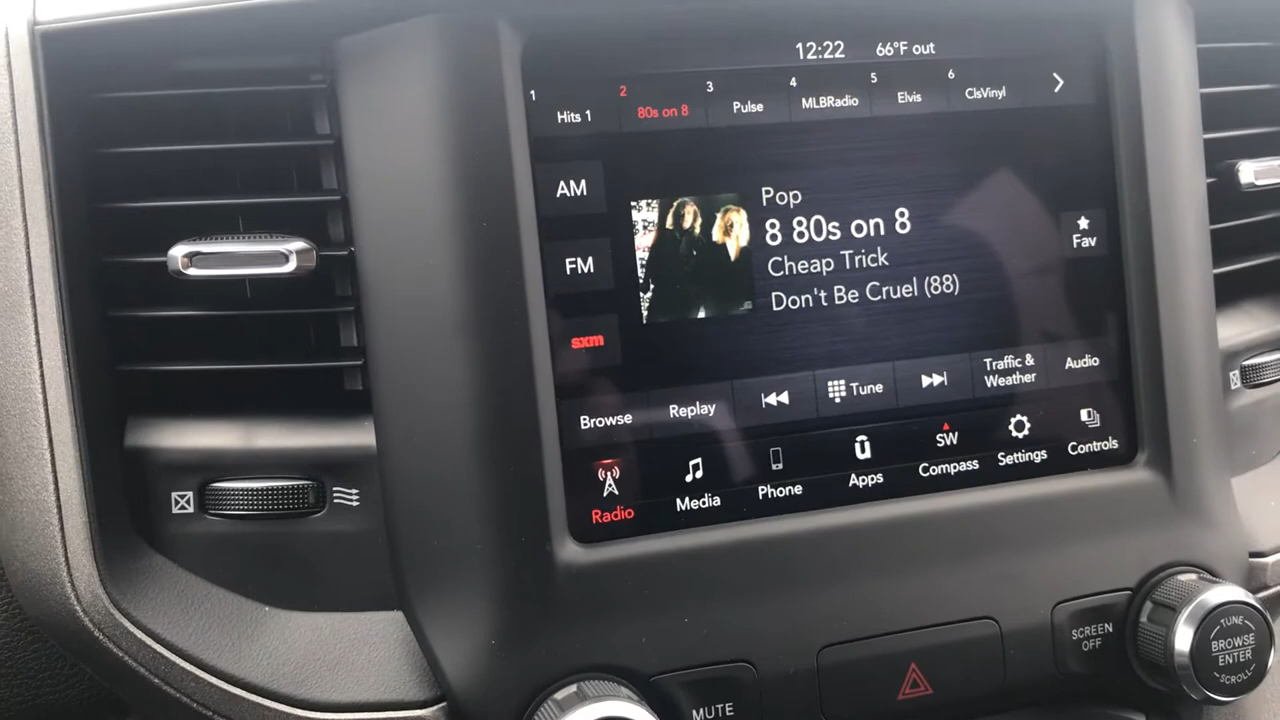 12:22 66°F out
1 2 3 4 5 6
Hits 1 80s on 8 Pulse MLBRadio Elvis ClsVinyl
AM
FM
sxm
Pop
8 80s on 8
Cheap Trick
Don't Be Cruel (88)
Fav
Browse Replay Tune Traffic & Audio
Weather
Radio Media Phone Apps SW Settings Controls
Compass
SCREEN
OFF
TUNE
BROWSE
ENTER
SCROLL
MUTE